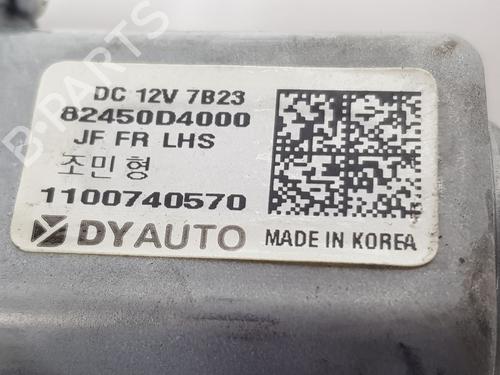 DC 12V 7B23
82450D4000
JF FR LHS
조민형
1100740570
DYAUTO
MADE IN KOREA
B-PARTS